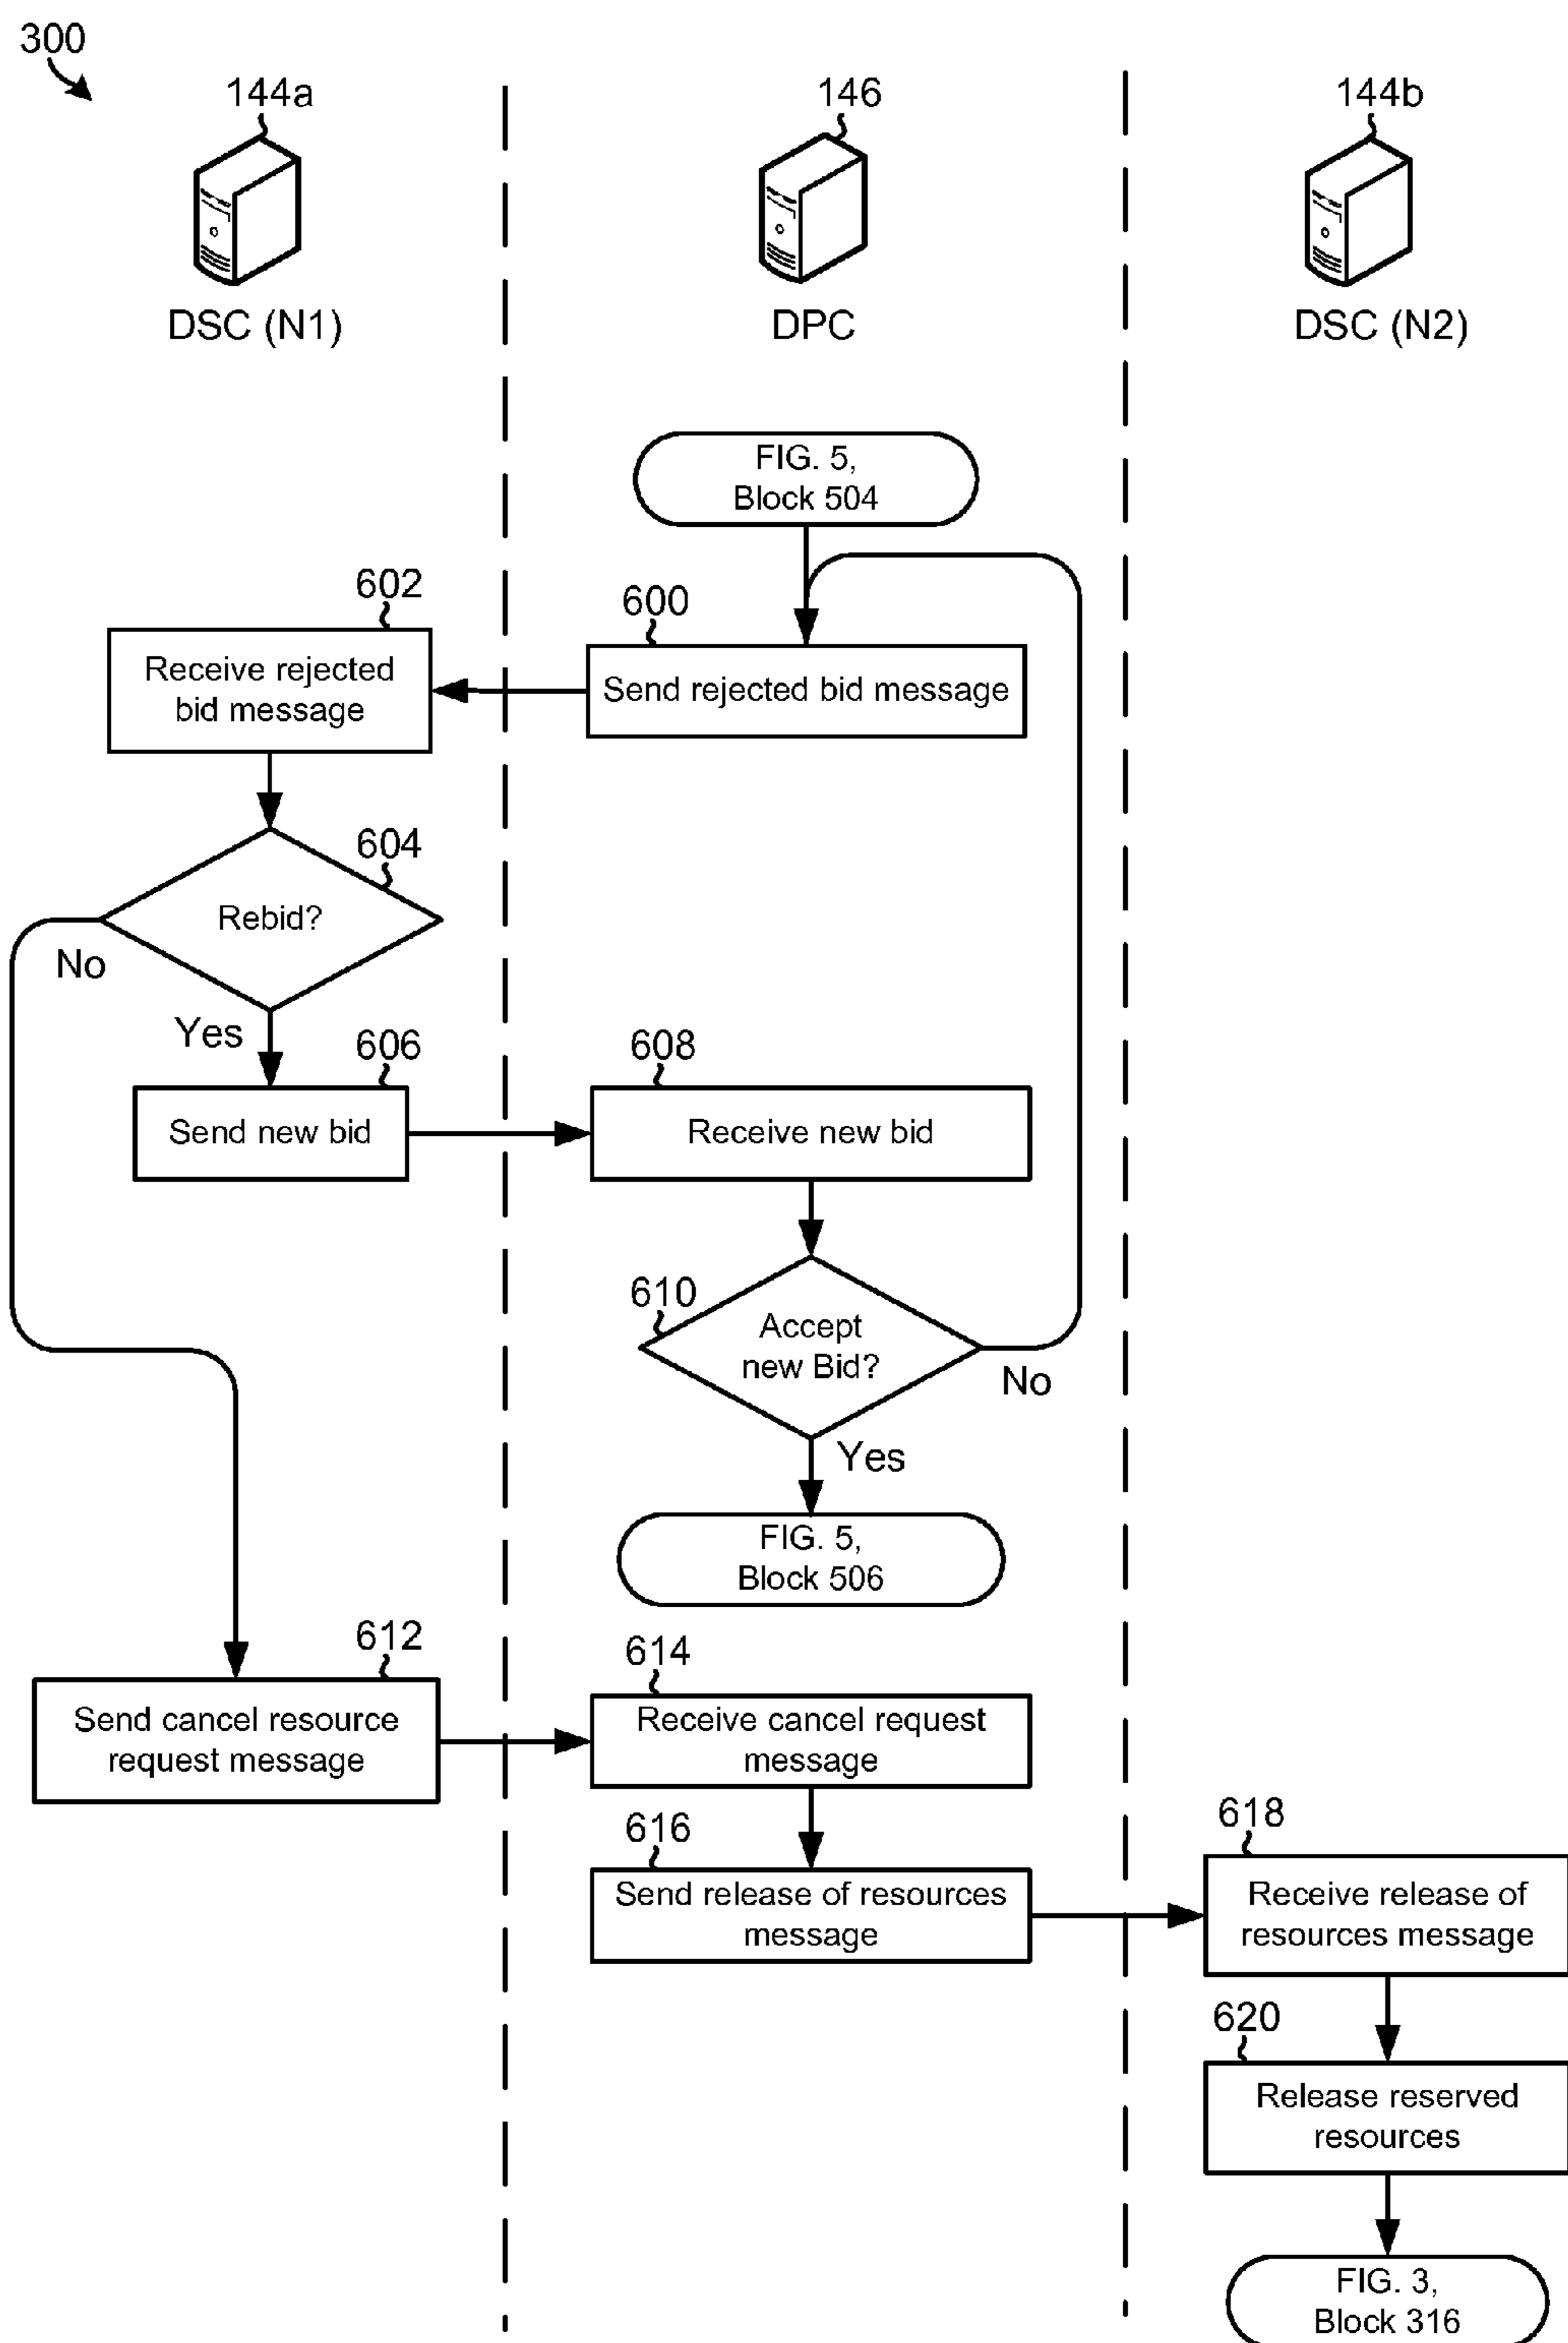 300
144a
146
144b
DSC (N1)
DPC
DSC (N2)
FIG. 5,
Block 504
602
600
Receive rejected
bid message
Send rejected bid message
604
Rebid?
No
Yes
606
608
Send new bid
Receive new bid
610
Accept
new Bid?
No
Yes
FIG. 5,
Block 506
612
614
Send cancel resource
request message
Receive cancel request
message
616
618
Send release of resources
message
Receive release of
resources message
620
Release reserved
resources
FIG. 3,
Block 316